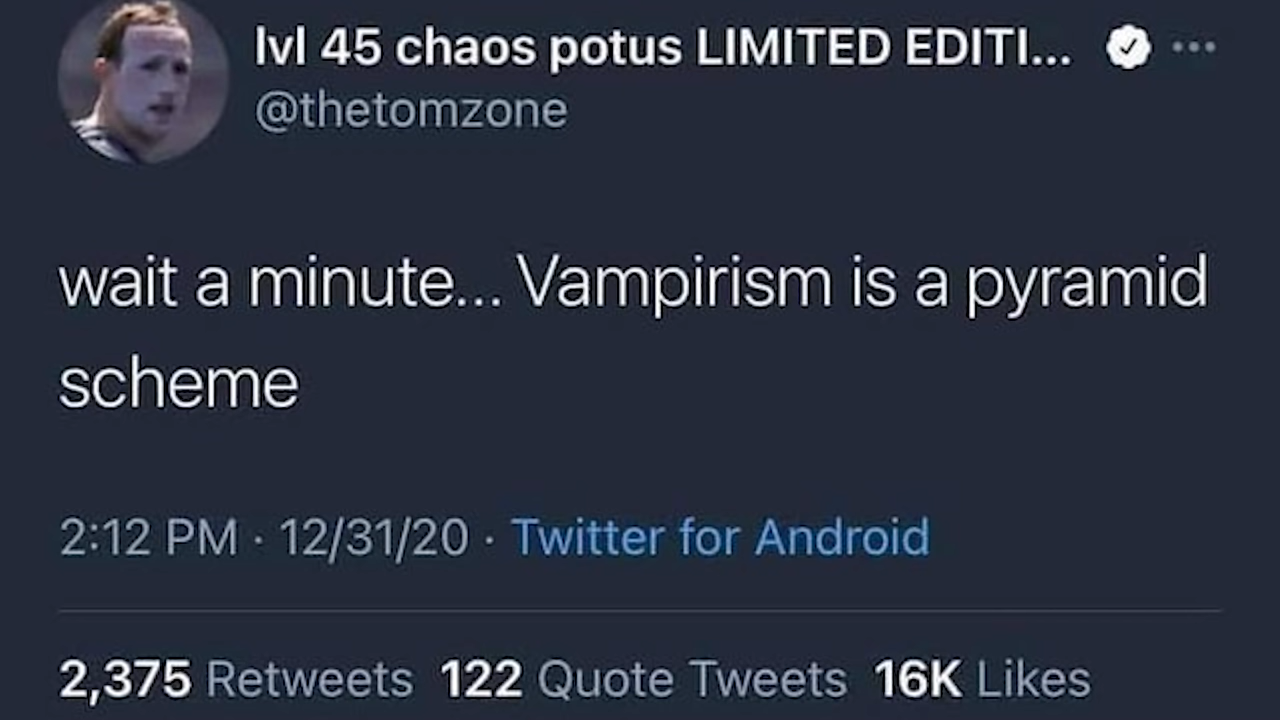 lvl 45 chaos potus LIMITED EDITI...
@thetomzone
wait a minute... Vampirism is a pyramid
scheme
2:12 PM · 12/31/20 · Twitter for Android
2,375 Retweets 122 Quote Tweets 16K Likes